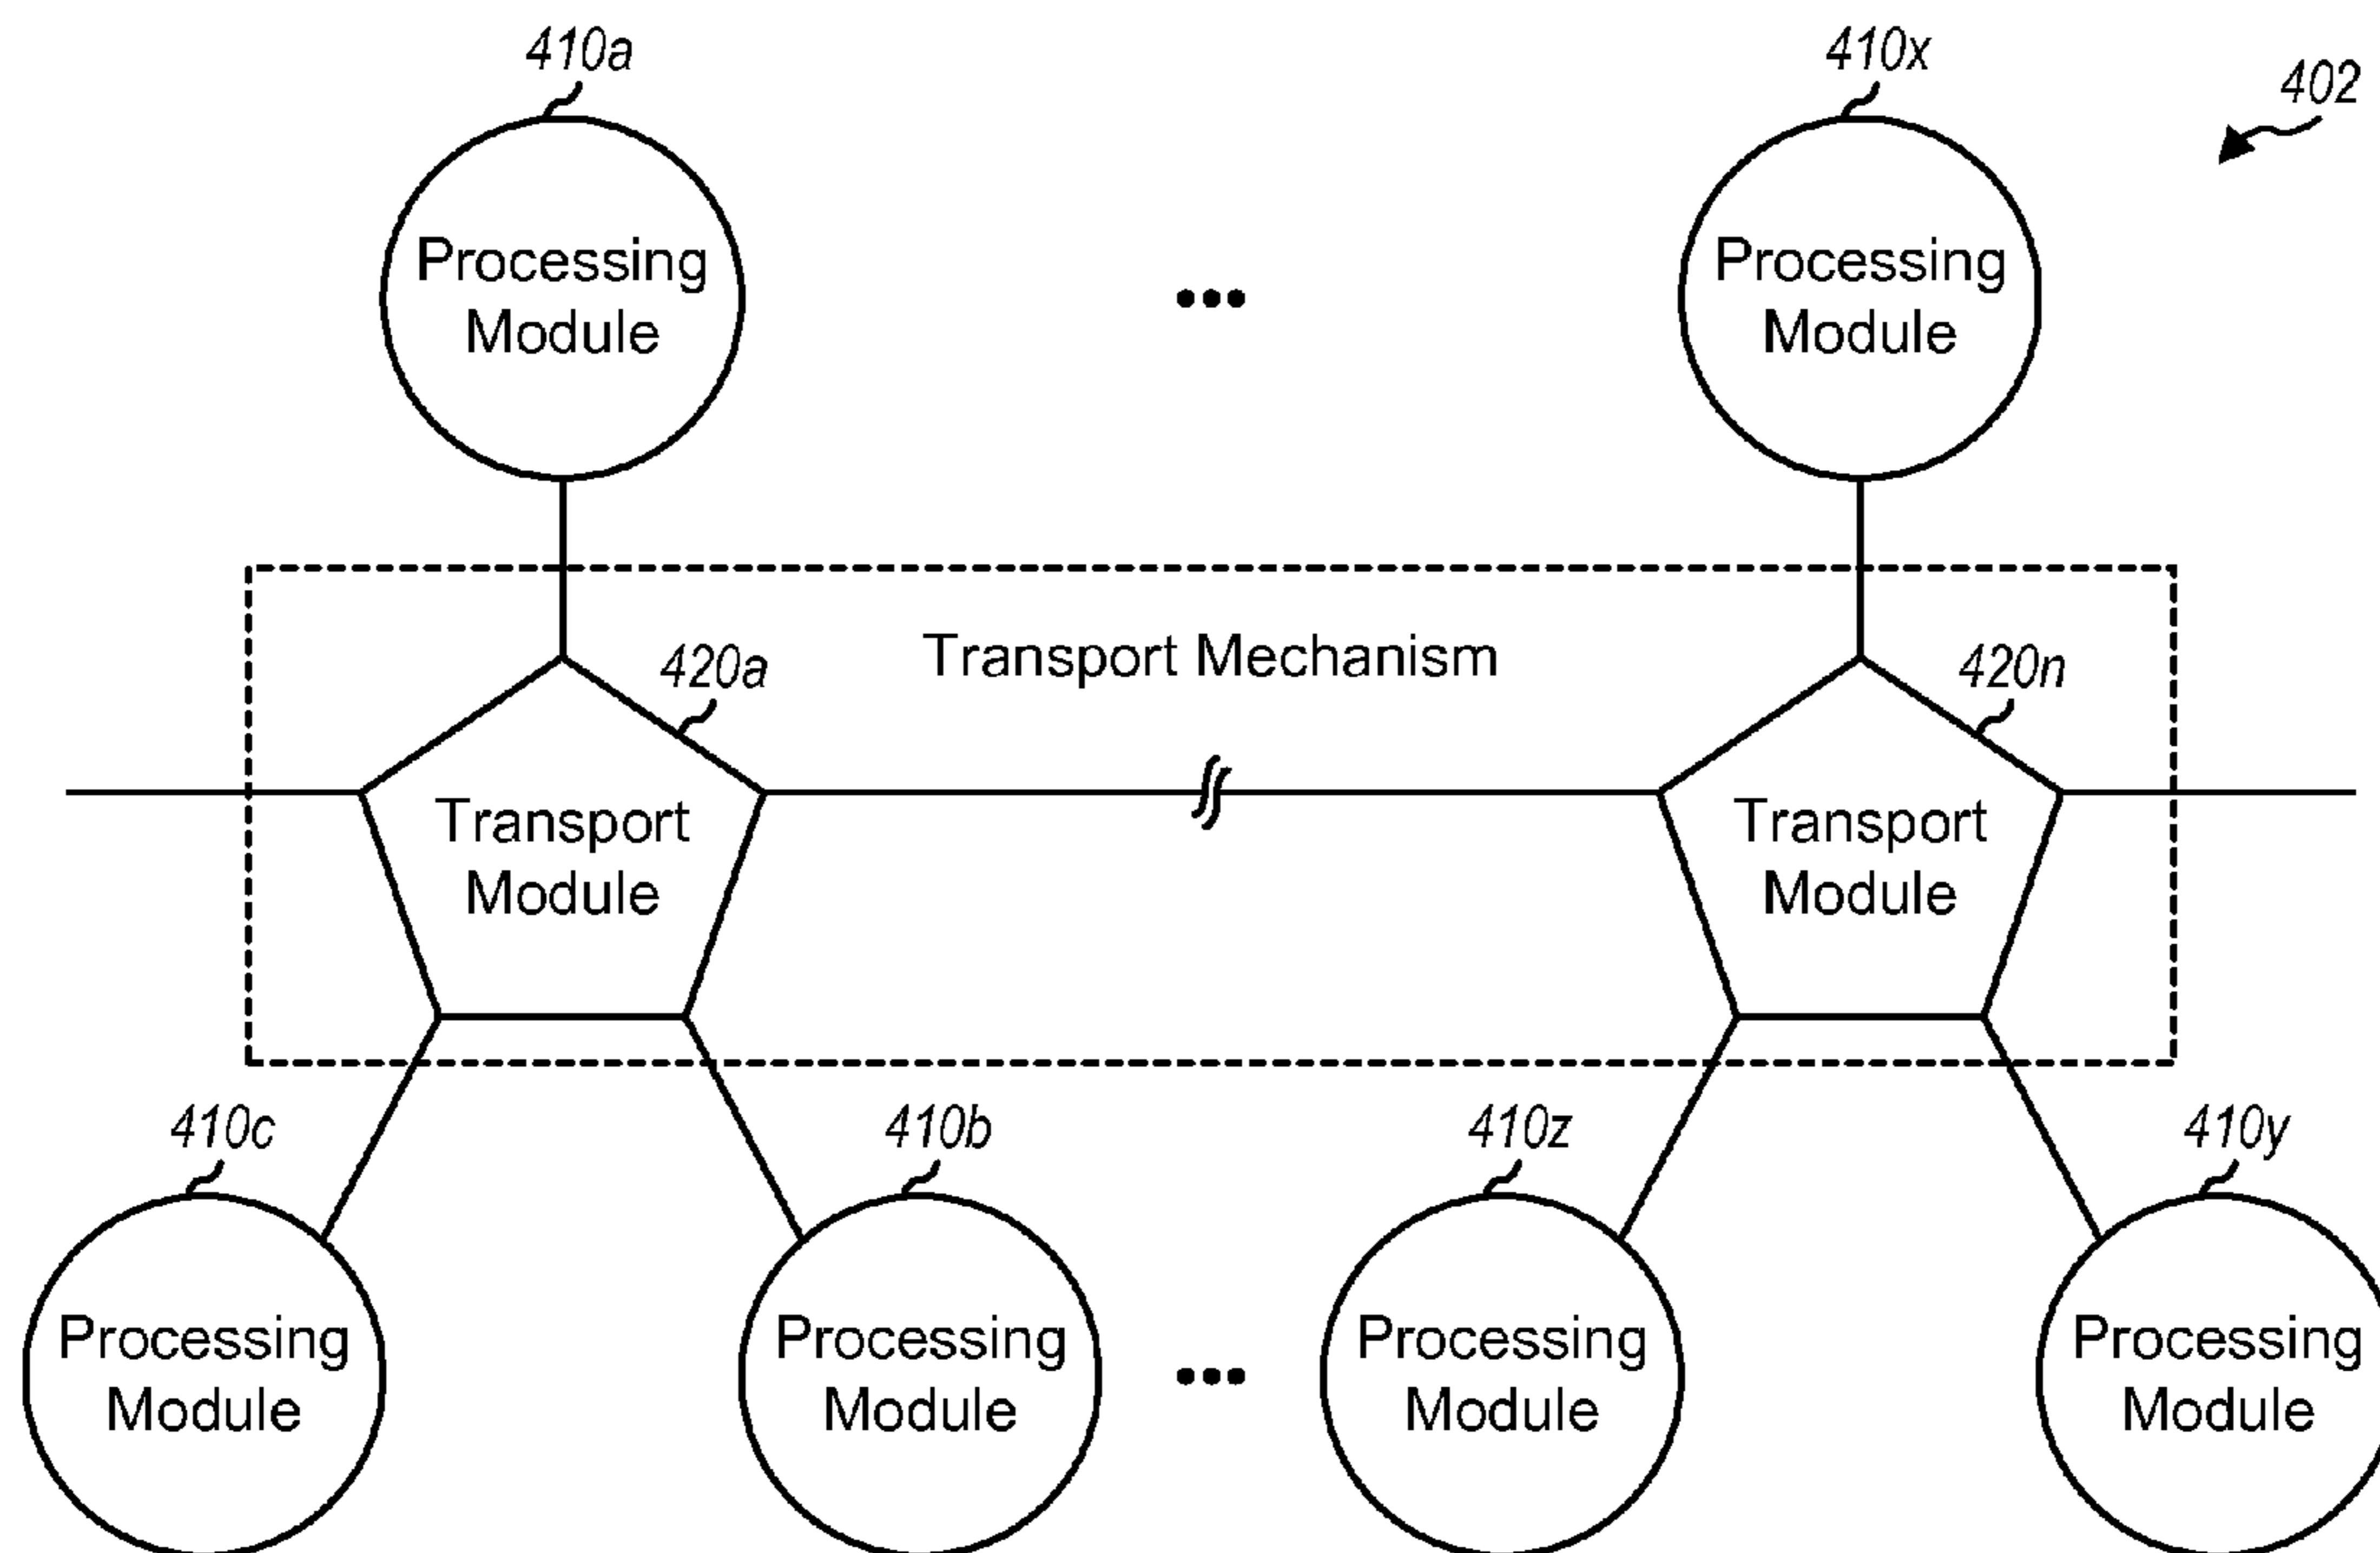 410a
410x
402
Processing
Module
•••
Processing
Module
Transport Mechanism
420a
420n
Transport
Module
Transport
Module
410c
410b
410z
410y
Processing
Module
Processing
Module
•••
Processing
Module
Processing
Module